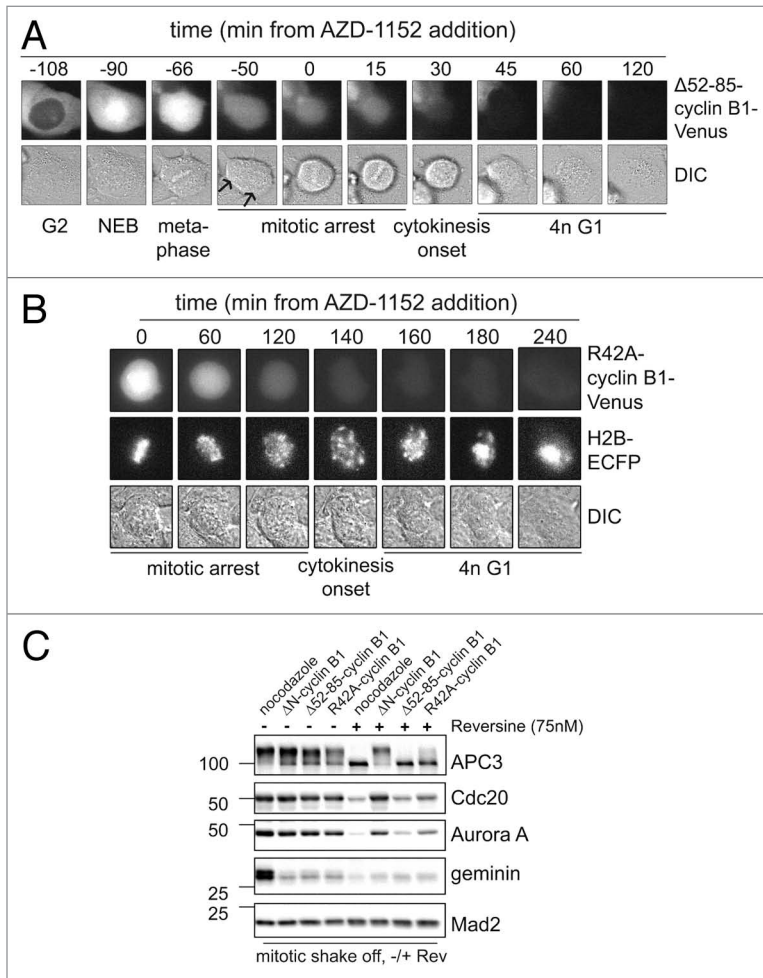 A
time (min from AZD-1152 addition)
-108 -90 -66 -50 0 15 30 45 60 120
Δ52-85-
cyclin B1-
Venus
DIC
G2 NEB meta-
phase mitotic arrest cytokinesis
onset 4n G1
B
time (min from AZD-1152 addition)
0 60 120 140 160 180 240
R42A-
cyclin B1-
Venus
H2B-
ECFP
DIC
mitotic arrest cytokinesis
onset 4n G1
C
nocodazole
ΔN-cyclin B1
Δ52-85-cyclin B1
R42A-cyclin B1
nocodazole
ΔN-cyclin B1
Δ52-85-cyclin B1
R42A-cyclin B1
- - - - + + + + Reversine (75nM)
100 APC3
50 Cdc20
50 Aurora A
geminin
25
25
Mad2
mitotic shake off, -/+ Rev